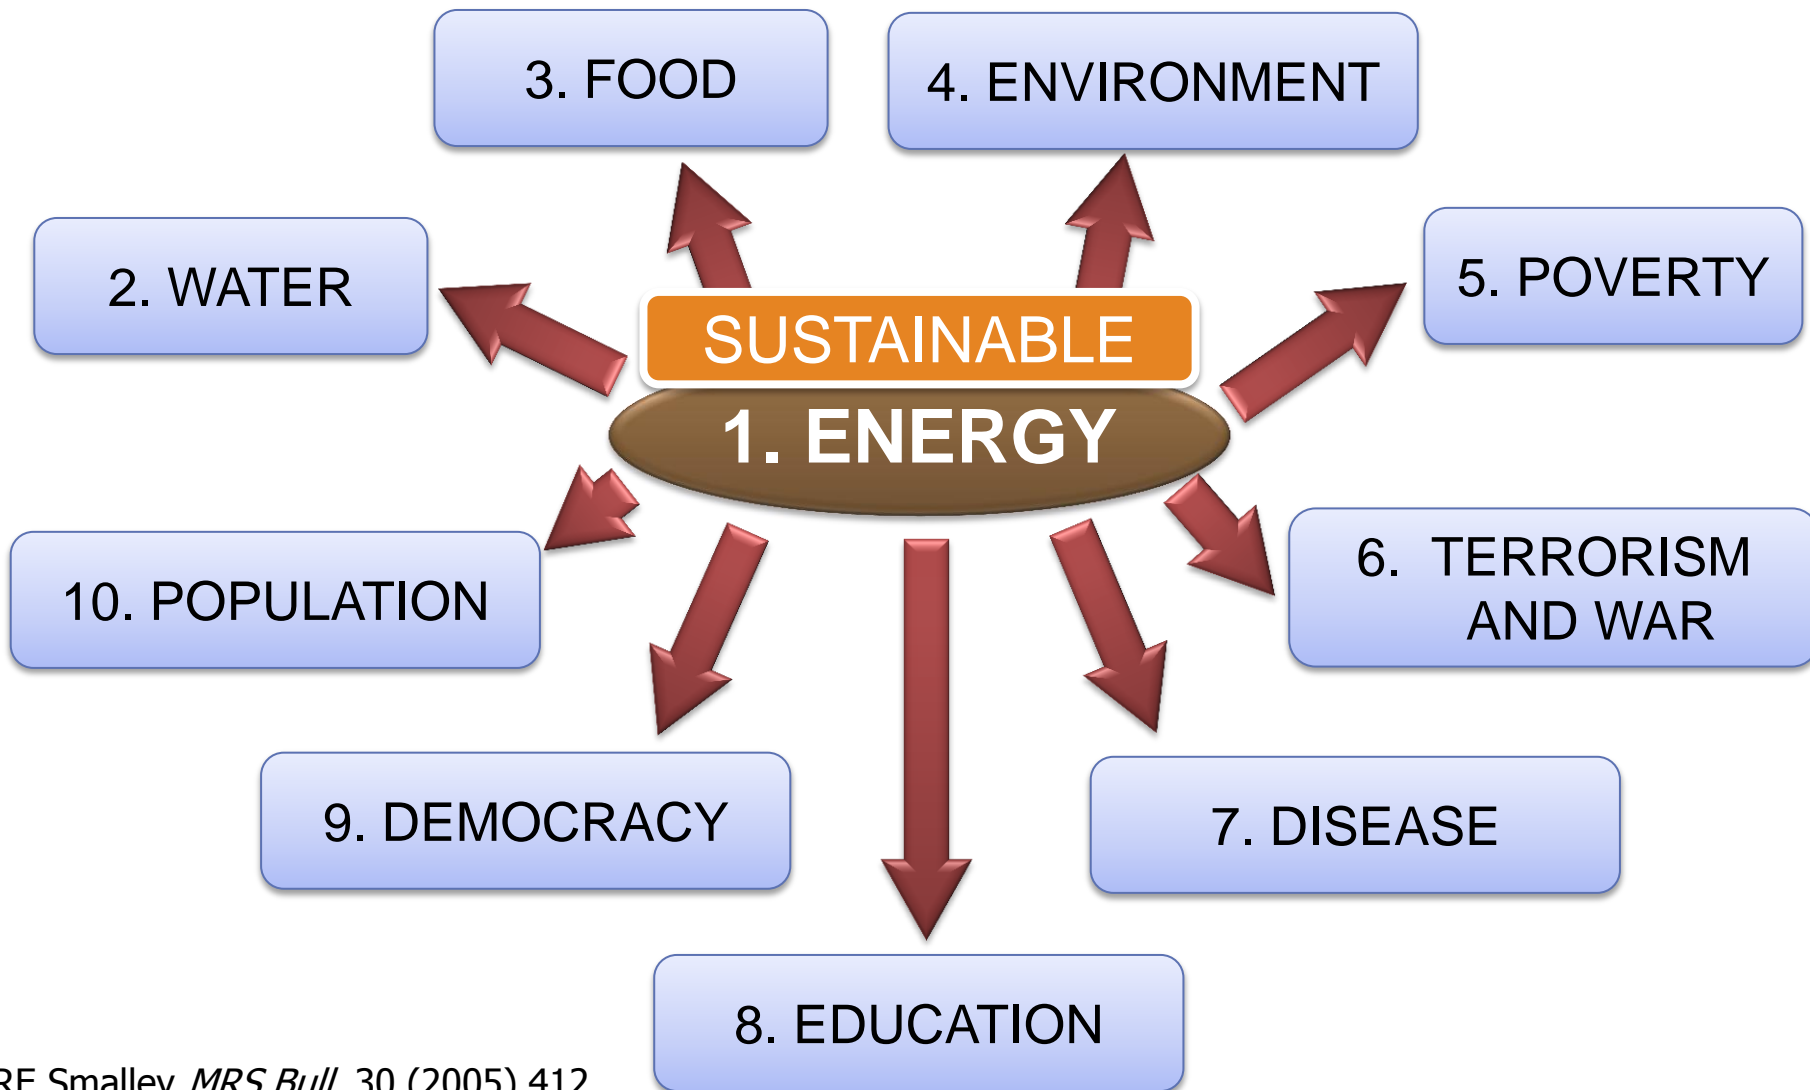 3. FOOD
4. ENVIRONMENT
2. WATER
5. POVERTY
SUSTAINABLE
1. ENERGY
10. POPULATION
6. TERRORISM
AND WAR
9. DEMOCRACY
7. DISEASE
8. EDUCATION
RE Smalley MRS Bull 30 (2005) 412